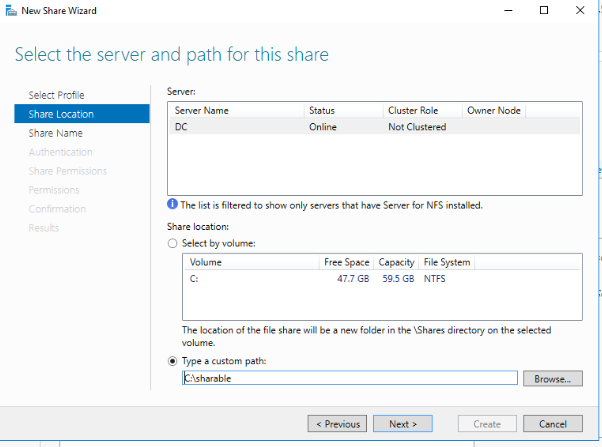 New Share Wizard
Select the server and path for this share
Select Profile
Share Location
Share Name
Authentication
Share Permissions
Permissions
Confirmation
Results
Server:
Server Name Status Cluster Role Owner Node
DC Online Not Clustered
The list is filtered to show only servers that have Server for NFS installed.
Share location:
Select by volume:
Volume Free Space Capacity File System
C: 47.7 GB 59.5 GB NTFS
The location of the file share will be a new folder in the \Shares directory on the selected
volume.
Type a custom path:
C:\sharable
Browse...
< Previous
Next >
Create
Cancel